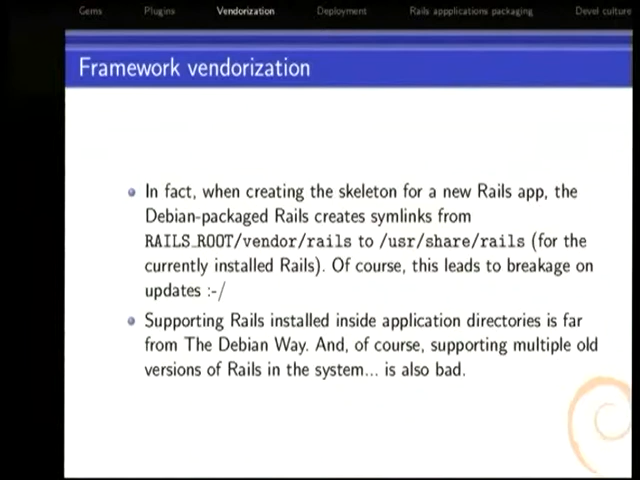 Gems Plugins Vendorization Deployment Rails appplications packaging Devel culture
Framework vendorization
In fact, when creating the skeleton for a new Rails app, the
Debian-packaged Rails creates symlinks from
RAILS_ROOT/vendor/rails to /usr/share/rails (for the
currently installed Rails). Of course, this leads to breakage on
updates :-/
Supporting Rails installed inside application directories is far
from The Debian Way. And, of course, supporting multiple old
versions of Rails in the system... is also bad.